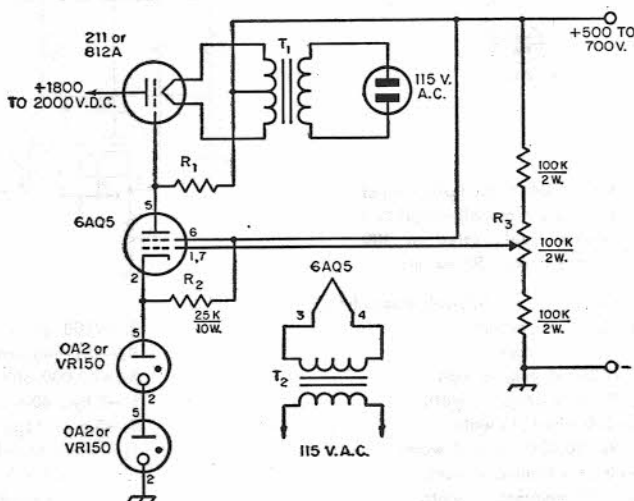 211 or
812A
T1
+500 TO
700V.
+1800
TO 2000V.D.C.
115 V.
A.C.
R1
100K
2W.
5
6AQ5
6
1,7
2
R3
100K
2W.
R2
25K
10W.
6AQ5
3
4
100K
2W.
5
OA2 or
VR150
2
T2
-
5
OA2 or
VR150
2
115 V.A.C.